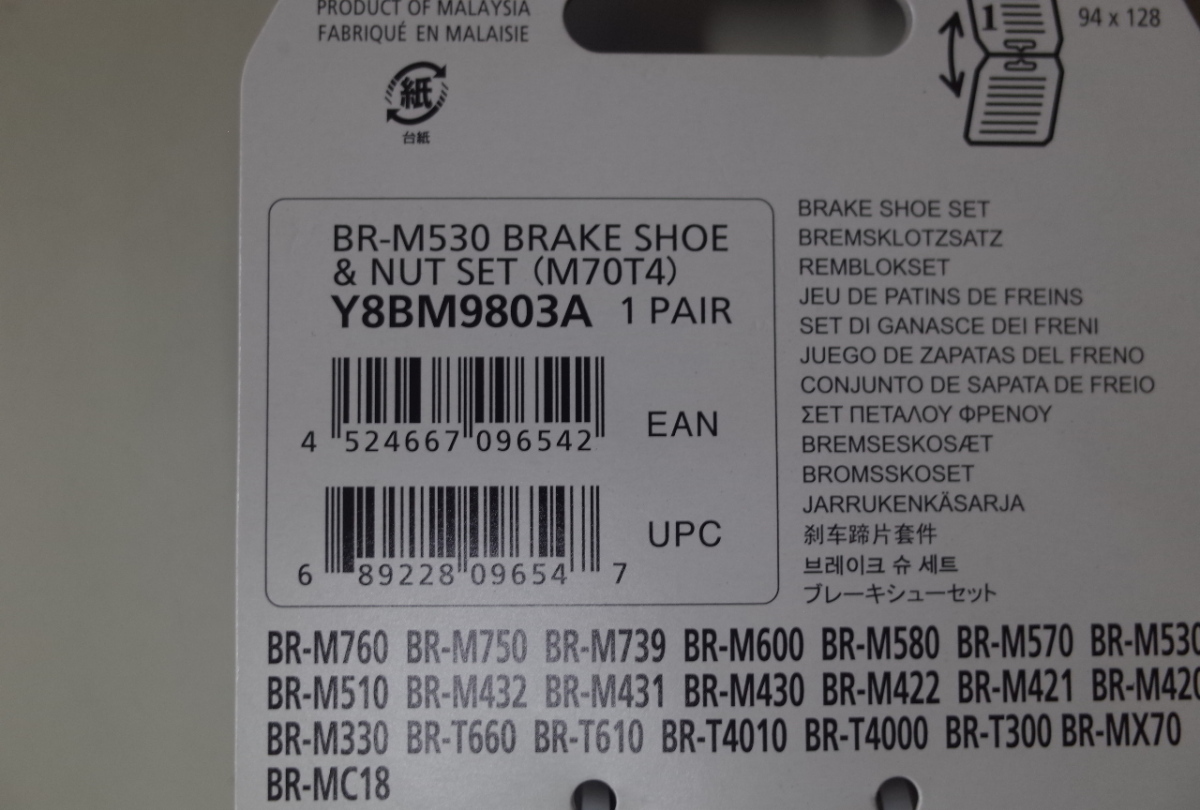 PRODUCT OF MALAYSIA
FABRIQUÉ EN MALAISIE
紙
台紙
1
94 x 128
BR-M530 BRAKE SHOE
& NUT SET (M70T4)
Y8BM9803A 1 PAIR
4 524667 096542
EAN
6 89228 09654 7
UPC
BRAKE SHOE SET
BREMSKLOTZSATZ
REMBLOKSET
JEU DE PATINS DE FREINS
SET DI GANASCE DEI FRENI
JUEGO DE ZAPATAS DEL FRENO
CONJUNTO DE SAPATA DE FREIO
ΣΕΤ ΠΕΤΑΛΟΥ ΦΡΕΝΟΥ
BREMSESKOSÆT
BROMSSKOSET
JARRUKENKÄSARJA
刹车蹄片套件
브레이크 슈 세트
ブレーキシューセット
BR-M760 BR-M750 BR-M739 BR-M600 BR-M580 BR-M570 BR-M530
BR-M510 BR-M432 BR-M431 BR-M430 BR-M422 BR-M421 BR-M420
BR-M330 BR-T660 BR-T610 BR-T4010 BR-T4000 BR-T300 BR-MX70
BR-MC18